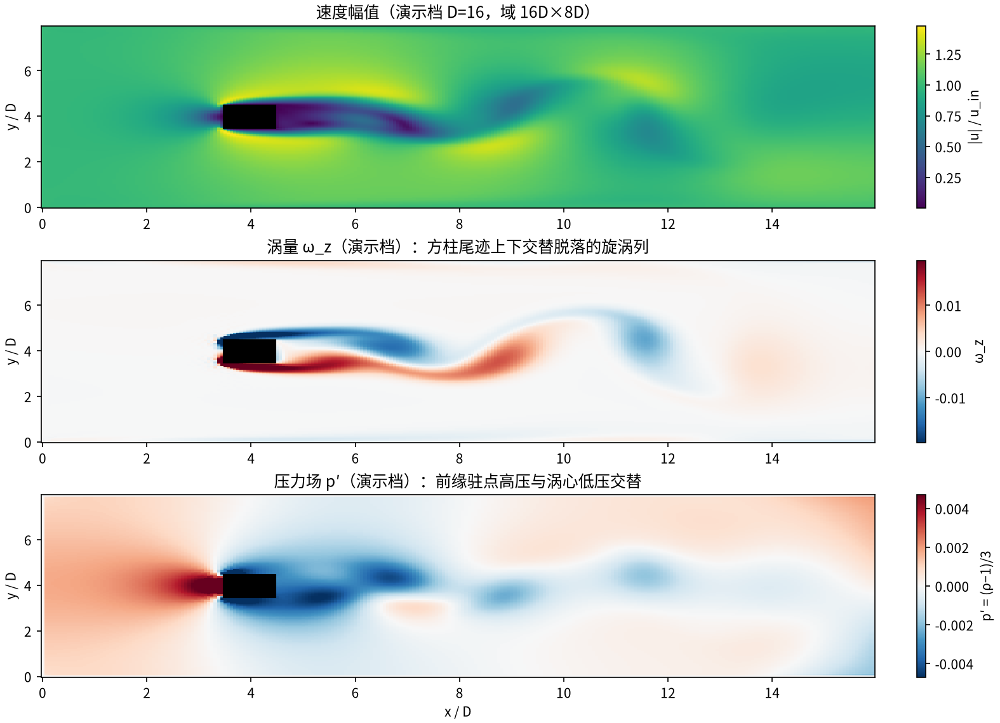 速度幅值（演示档 D=16，域 16D×8D）
y / D
6
4
2
0
0 2 4 6 8 10 12 14
1.25
1.00
0.75
0.50
0.25
|u| / u_in
涡量 ω_z（演示档）：方柱尾迹上下交替脱落的旋涡列
y / D
6
4
2
0
0 2 4 6 8 10 12 14
0.01
0.00
-0.01
ω_z
压力场 p′（演示档）：前缘驻点高压与涡心低压交替
y / D
6
4
2
0
0 2 4 6 8 10 12 14
x / D
0.004
0.002
0.000
-0.002
-0.004
p′ = (ρ−1)/3